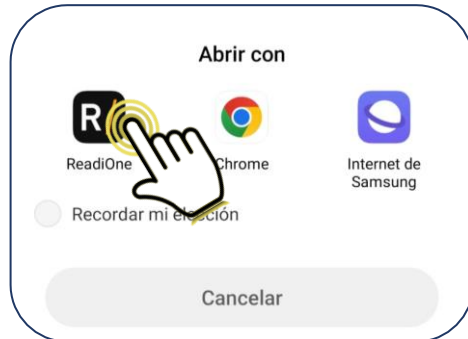 Abrir con
R/
ReadiOne
Chrome
Internet de
Samsung
Recordar mi elección
Cancelar